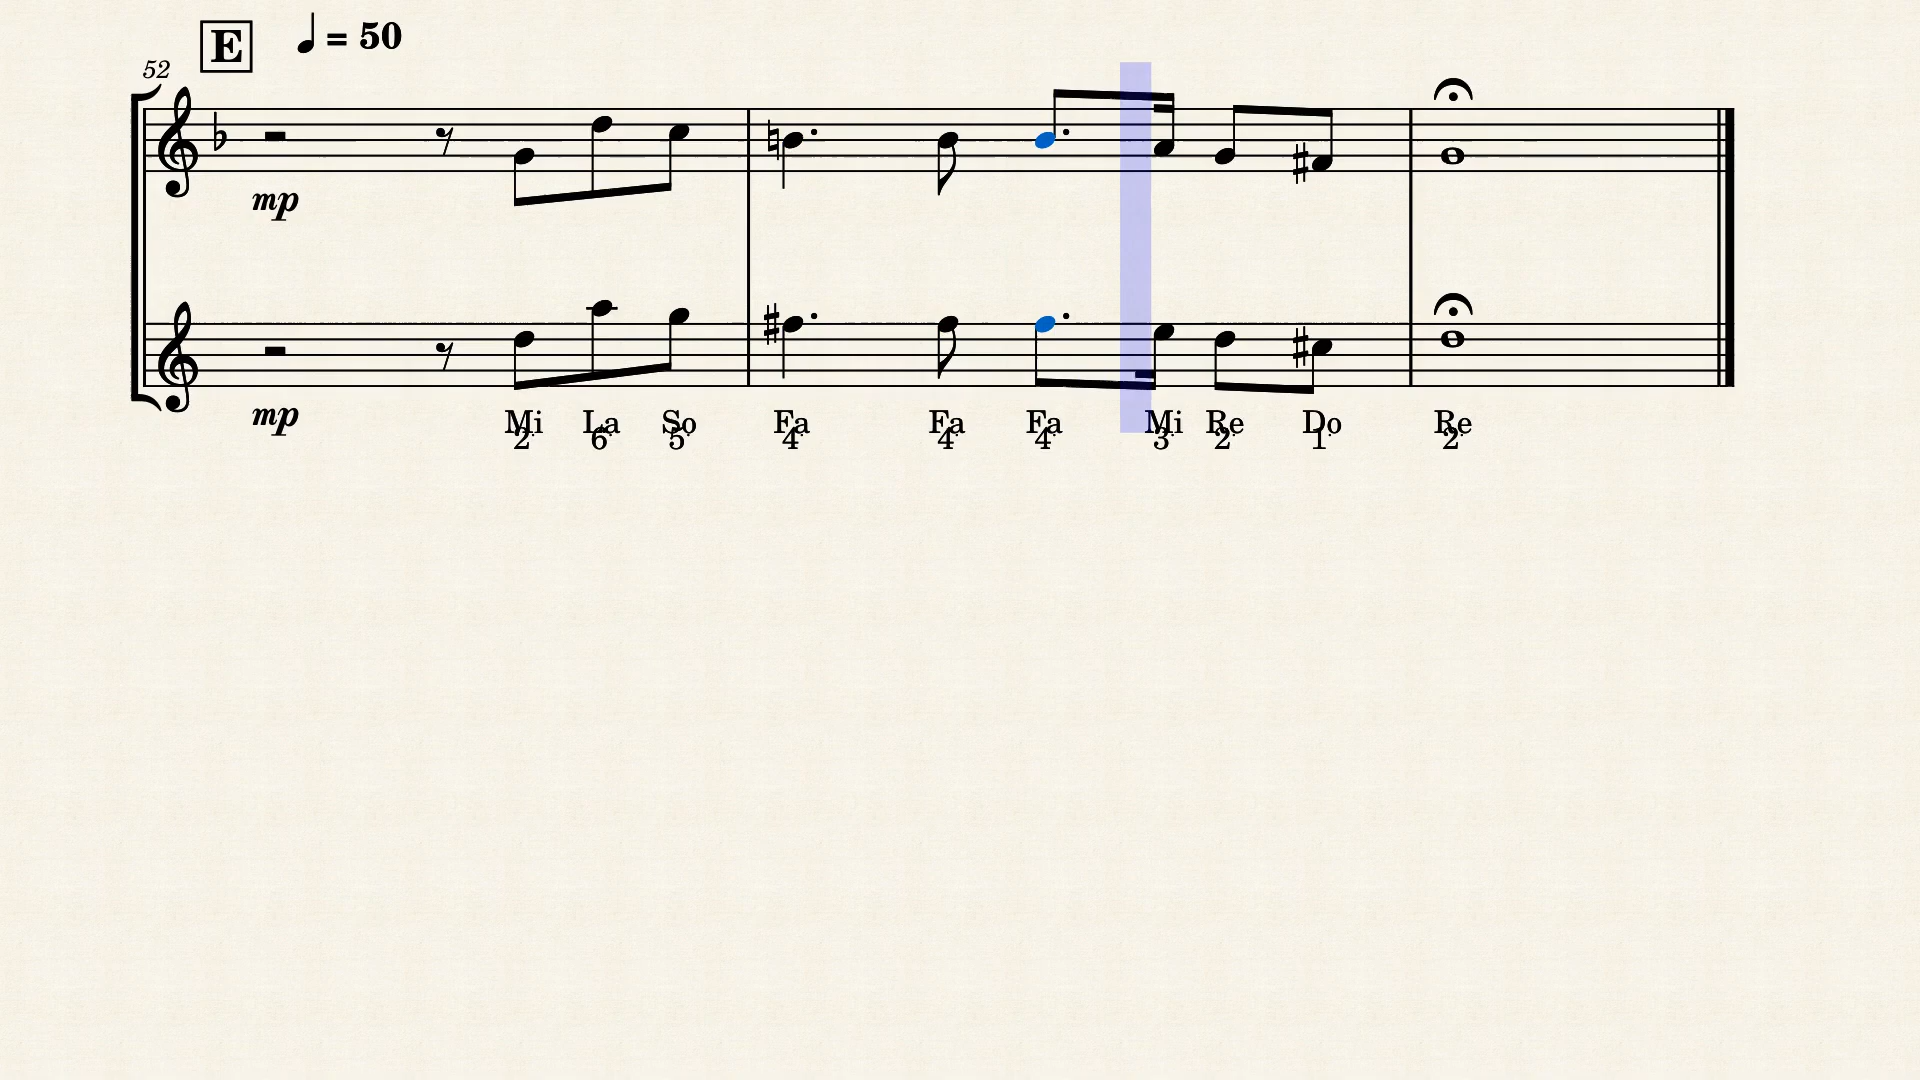 E ♩ = 50
52
mp
mp
Mi La So Fa Fa Fa Mi Re Do Re
2 6 5 4 4 4 3 2 1 2